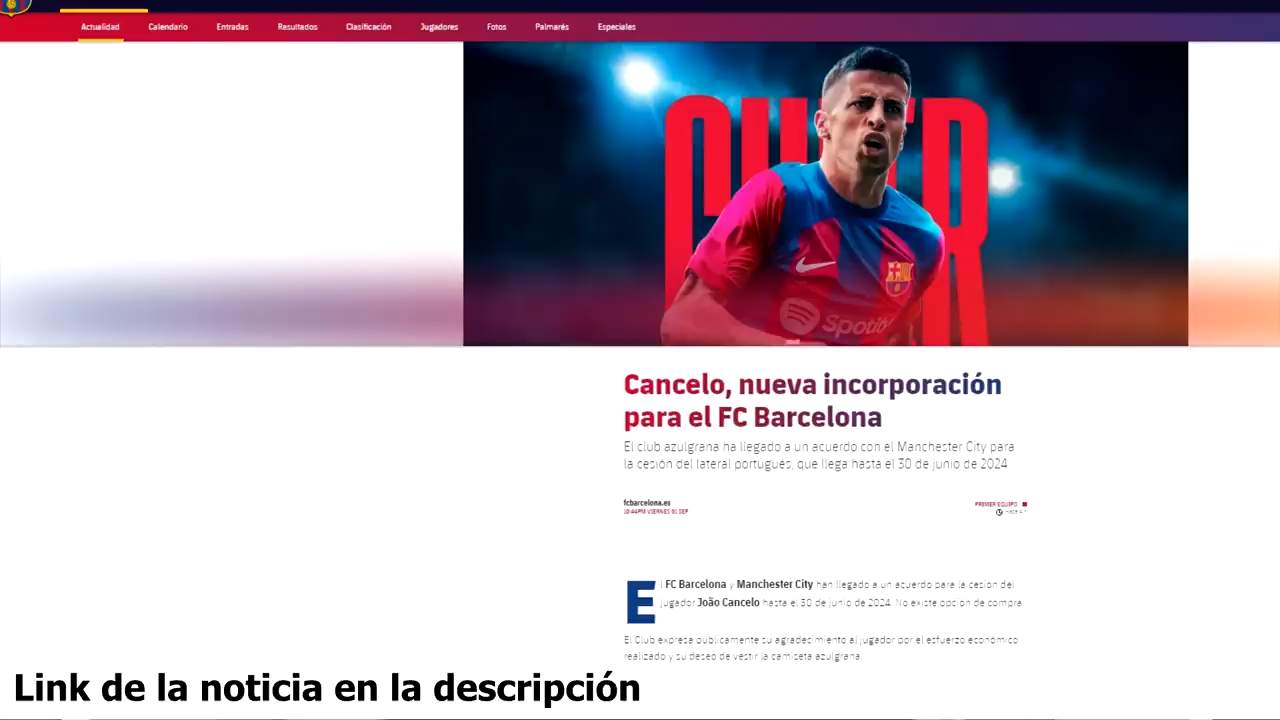 Actualidad Calendario Entradas Resultados Clasificación Jugadores Fotos Palmarés Especiales
Spotify
Cancelo, nueva incorporación
para el FC Barcelona
El club azulgrana ha llegado a un acuerdo con el Manchester City para
la cesión del lateral portugués, que llega hasta el 30 de junio de 2024
fcbarcelona.es
10:44PM VIERNES 01 SEP
PRIMER EQUIPO
El FC Barcelona y Manchester City han llegado a un acuerdo para la cesión del
jugador João Cancelo hasta el 30 de junio de 2024. No existe opción de compra.
El Club expresa públicamente su agradecimiento al jugador por el esfuerzo económico
realizado y su deseo de vestir la camiseta azulgrana.
Link de la noticia en la descripción